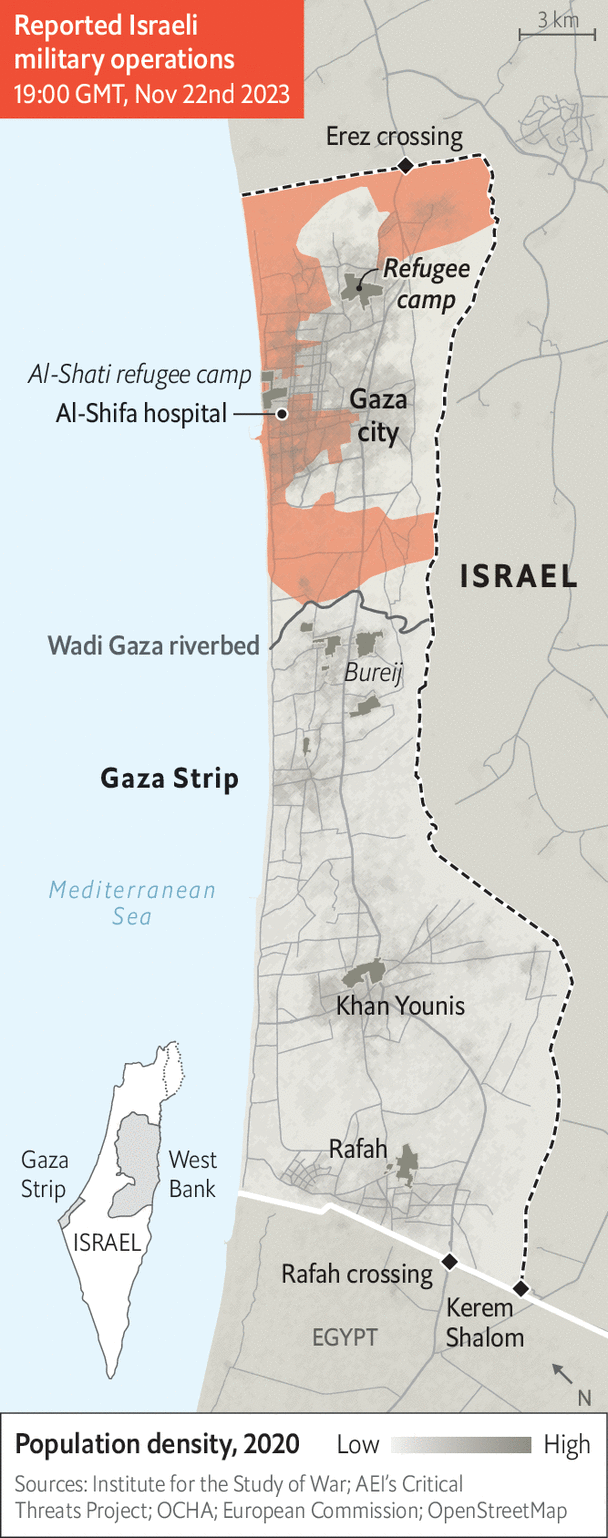 Reported Israeli
military operations
19:00 GMT, Nov 22nd 2023
3 km
Erez crossing
Refugee
camp
Al-Shati refugee camp
Al-Shifa hospital
Gaza
city
ISRAEL
Wadi Gaza riverbed
Bureij
Gaza Strip
Mediterranean
Sea
Khan Younis
Rafah
Gaza
Strip
West
Bank
ISRAEL
Rafah crossing
Kerem
Shalom
EGYPT
N
Population density, 2020
Low
High
Sources: Institute for the Study of War; AEI’s Critical
Threats Project; OCHA; European Commission; OpenStreetMap